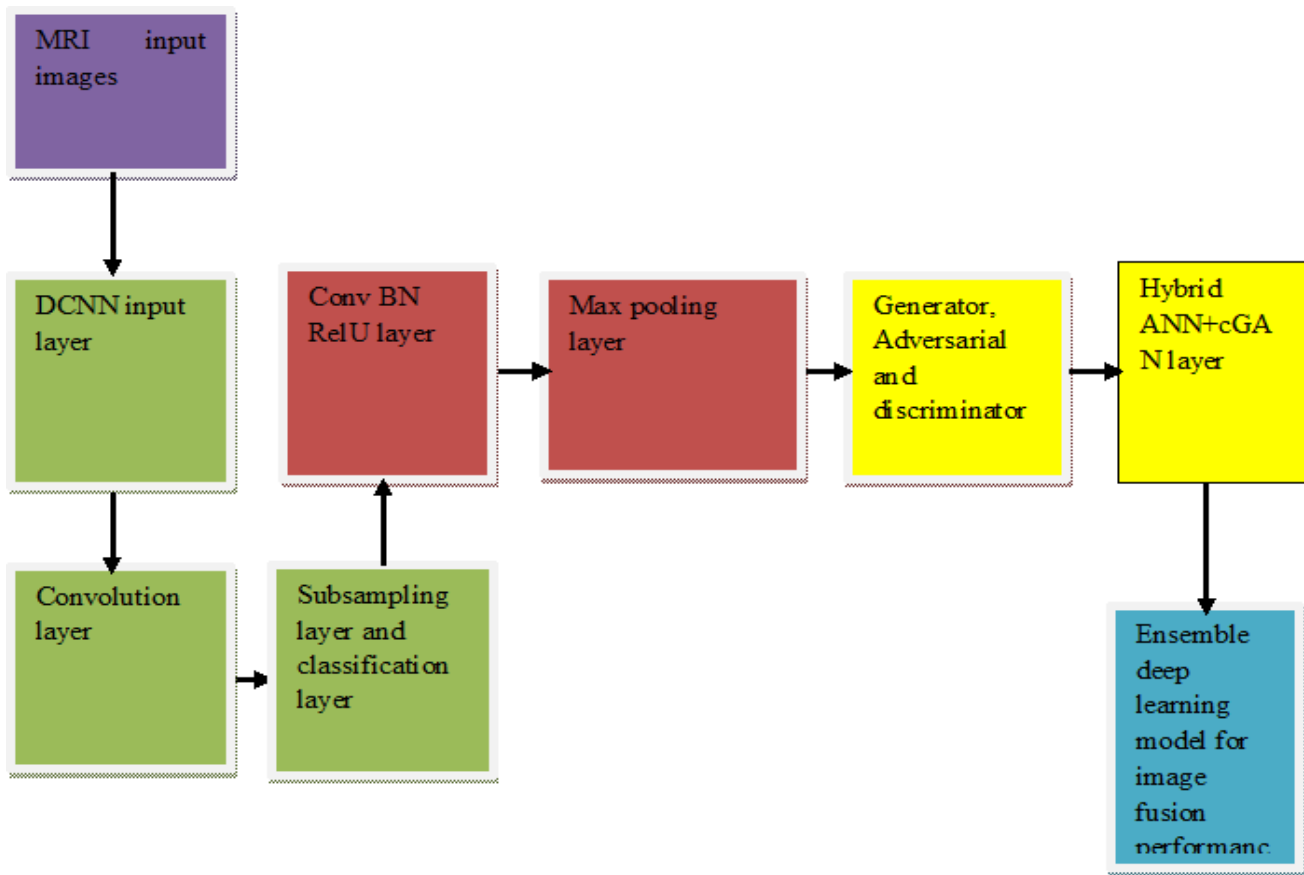 MRI input
images
DCNN input
layer
Convolution
layer
Subsampling
layer and
classification
layer
Conv BN
RelU layer
Max pooling
layer
Generator,
Adversarial
and
discriminator
Hybrid
ANN+cGA
N layer
Ensemble
deep
learning
model for
image
fusion
performanc